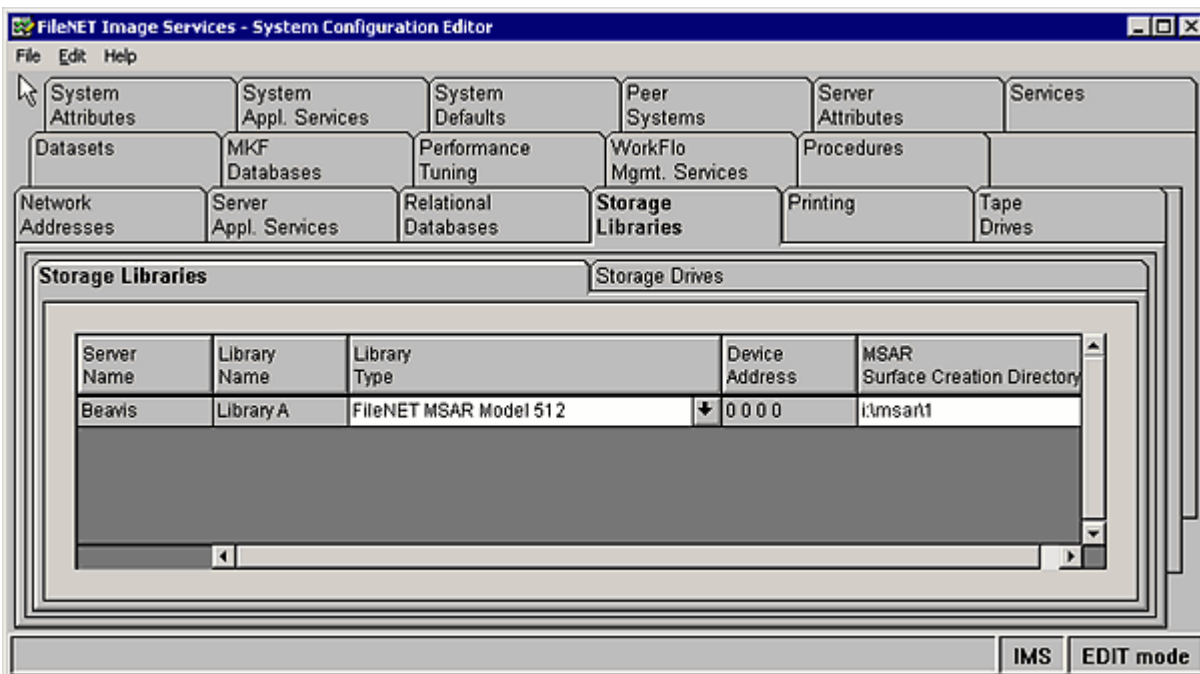 FileNET Image Services - System Configuration Editor
File Edit Help
System
Attributes
System
Appl. Services
System
Defaults
Peer
Systems
Server
Attributes
Services
Datasets
MKF
Databases
Performance
Tuning
WorkFlo
Mgmt. Services
Procedures
Network
Addresses
Server
Appl. Services
Relational
Databases
Storage
Libraries
Printing
Tape
Drives
Storage Libraries
Storage Drives
Server
Name
Library
Name
Library
Type
Device
Address
MSAR
Surface Creation Directory
Beavis
Library A
FileNET MSAR Model 512
0 0 0 0
i:\msar\1
IMS
EDIT mode